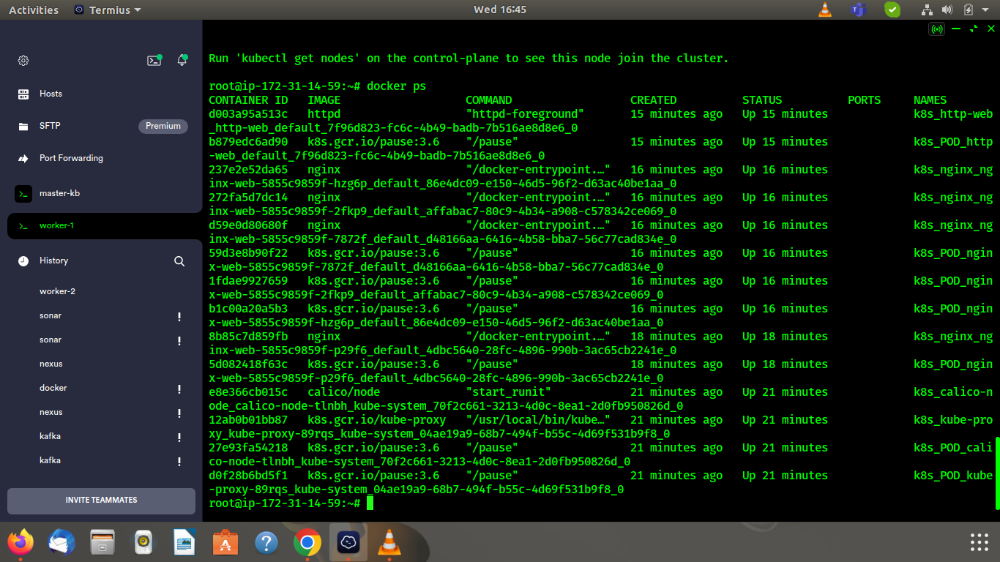 Activities Termius Wed 16:45
Run 'kubectl get nodes' on the control-plane to see this node join the cluster.
Hosts
SFTP Premium
Port Forwarding
master-kb
worker-1
History
worker-2
sonar !
sonar !
nexus
docker !
nexus !
kafka !
kafka !
INVITE TEAMMATES
root@ip-172-31-14-59:~# docker ps
CONTAINER ID IMAGE COMMAND CREATED STATUS PORTS NAMES
d003a95a513c httpd "httpd-foreground" 15 minutes ago Up 15 minutes k8s_http-web
_http-web_default_7f96d823-fc6c-4b49-badb-7b516ae8d8e6_0
b879edc6ad90 k8s.gcr.io/pause:3.6 "/pause" 15 minutes ago Up 15 minutes k8s_POD_http
-web_default_7f96d823-fc6c-4b49-badb-7b516ae8d8e6_0
237e2e52da65 nginx "/docker-entrypoint.…" 16 minutes ago Up 16 minutes k8s_nginx_ng
inx-web-5855c9859f-hzg6p_default_86e4dc09-e150-46d5-96f2-d63ac40be1aa_0
272fa5d7dc14 nginx "/docker-entrypoint.…" 16 minutes ago Up 16 minutes k8s_nginx_ng
inx-web-5855c9859f-2fkp9_default_affabac7-80c9-4b34-a908-c578342ce069_0
d59e0d80680f nginx "/docker-entrypoint.…" 16 minutes ago Up 16 minutes k8s_nginx_ng
inx-web-5855c9859f-7872f_default_d48166aa-6416-4b58-bba7-56c77cad834e_0
59d3e8b90f22 k8s.gcr.io/pause:3.6 "/pause" 16 minutes ago Up 16 minutes k8s_POD_ngin
x-web-5855c9859f-7872f_default_d48166aa-6416-4b58-bba7-56c77cad834e_0
1fdae9927659 k8s.gcr.io/pause:3.6 "/pause" 16 minutes ago Up 16 minutes k8s_POD_ngin
x-web-5855c9859f-2fkp9_default_affabac7-80c9-4b34-a908-c578342ce069_0
b1c00a20a5b3 k8s.gcr.io/pause:3.6 "/pause" 16 minutes ago Up 16 minutes k8s_POD_ngin
x-web-5855c9859f-hzg6p_default_86e4dc09-e150-46d5-96f2-d63ac40be1aa_0
8b85c7d859fb nginx "/docker-entrypoint.…" 18 minutes ago Up 18 minutes k8s_nginx_ng
inx-web-5855c9859f-p29f6_default_4dbc5640-28fc-4896-990b-3ac65cb2241e_0
5d082418f63c k8s.gcr.io/pause:3.6 "/pause" 18 minutes ago Up 18 minutes k8s_POD_ngin
x-web-5855c9859f-p29f6_default_4dbc5640-28fc-4896-990b-3ac65cb2241e_0
e8e366cb015c calico/node "start_runit" 21 minutes ago Up 21 minutes k8s_calico-n
ode_calico-node-tlnbh_kube-system_70f2c661-3213-4d0c-8ea1-2d0fb950826d_0
12ab0b01bb87 k8s.gcr.io/kube-proxy "/usr/local/bin/kube…" 21 minutes ago Up 21 minutes k8s_kube-pro
xy_kube-proxy-89rqs_kube-system_04ae19a9-68b7-494f-b55c-4d69f531b9f8_0
27e93fa54218 k8s.gcr.io/pause:3.6 "/pause" 21 minutes ago Up 21 minutes k8s_POD_cali
co-node-tlnbh_kube-system_70f2c661-3213-4d0c-8ea1-2d0fb950826d_0
d0f28b6bd5f1 k8s.gcr.io/pause:3.6 "/pause" 21 minutes ago Up 21 minutes k8s_POD_kube
-proxy-89rqs_kube-system_04ae19a9-68b7-494f-b55c-4d69f531b9f8_0
root@ip-172-31-14-59:~#